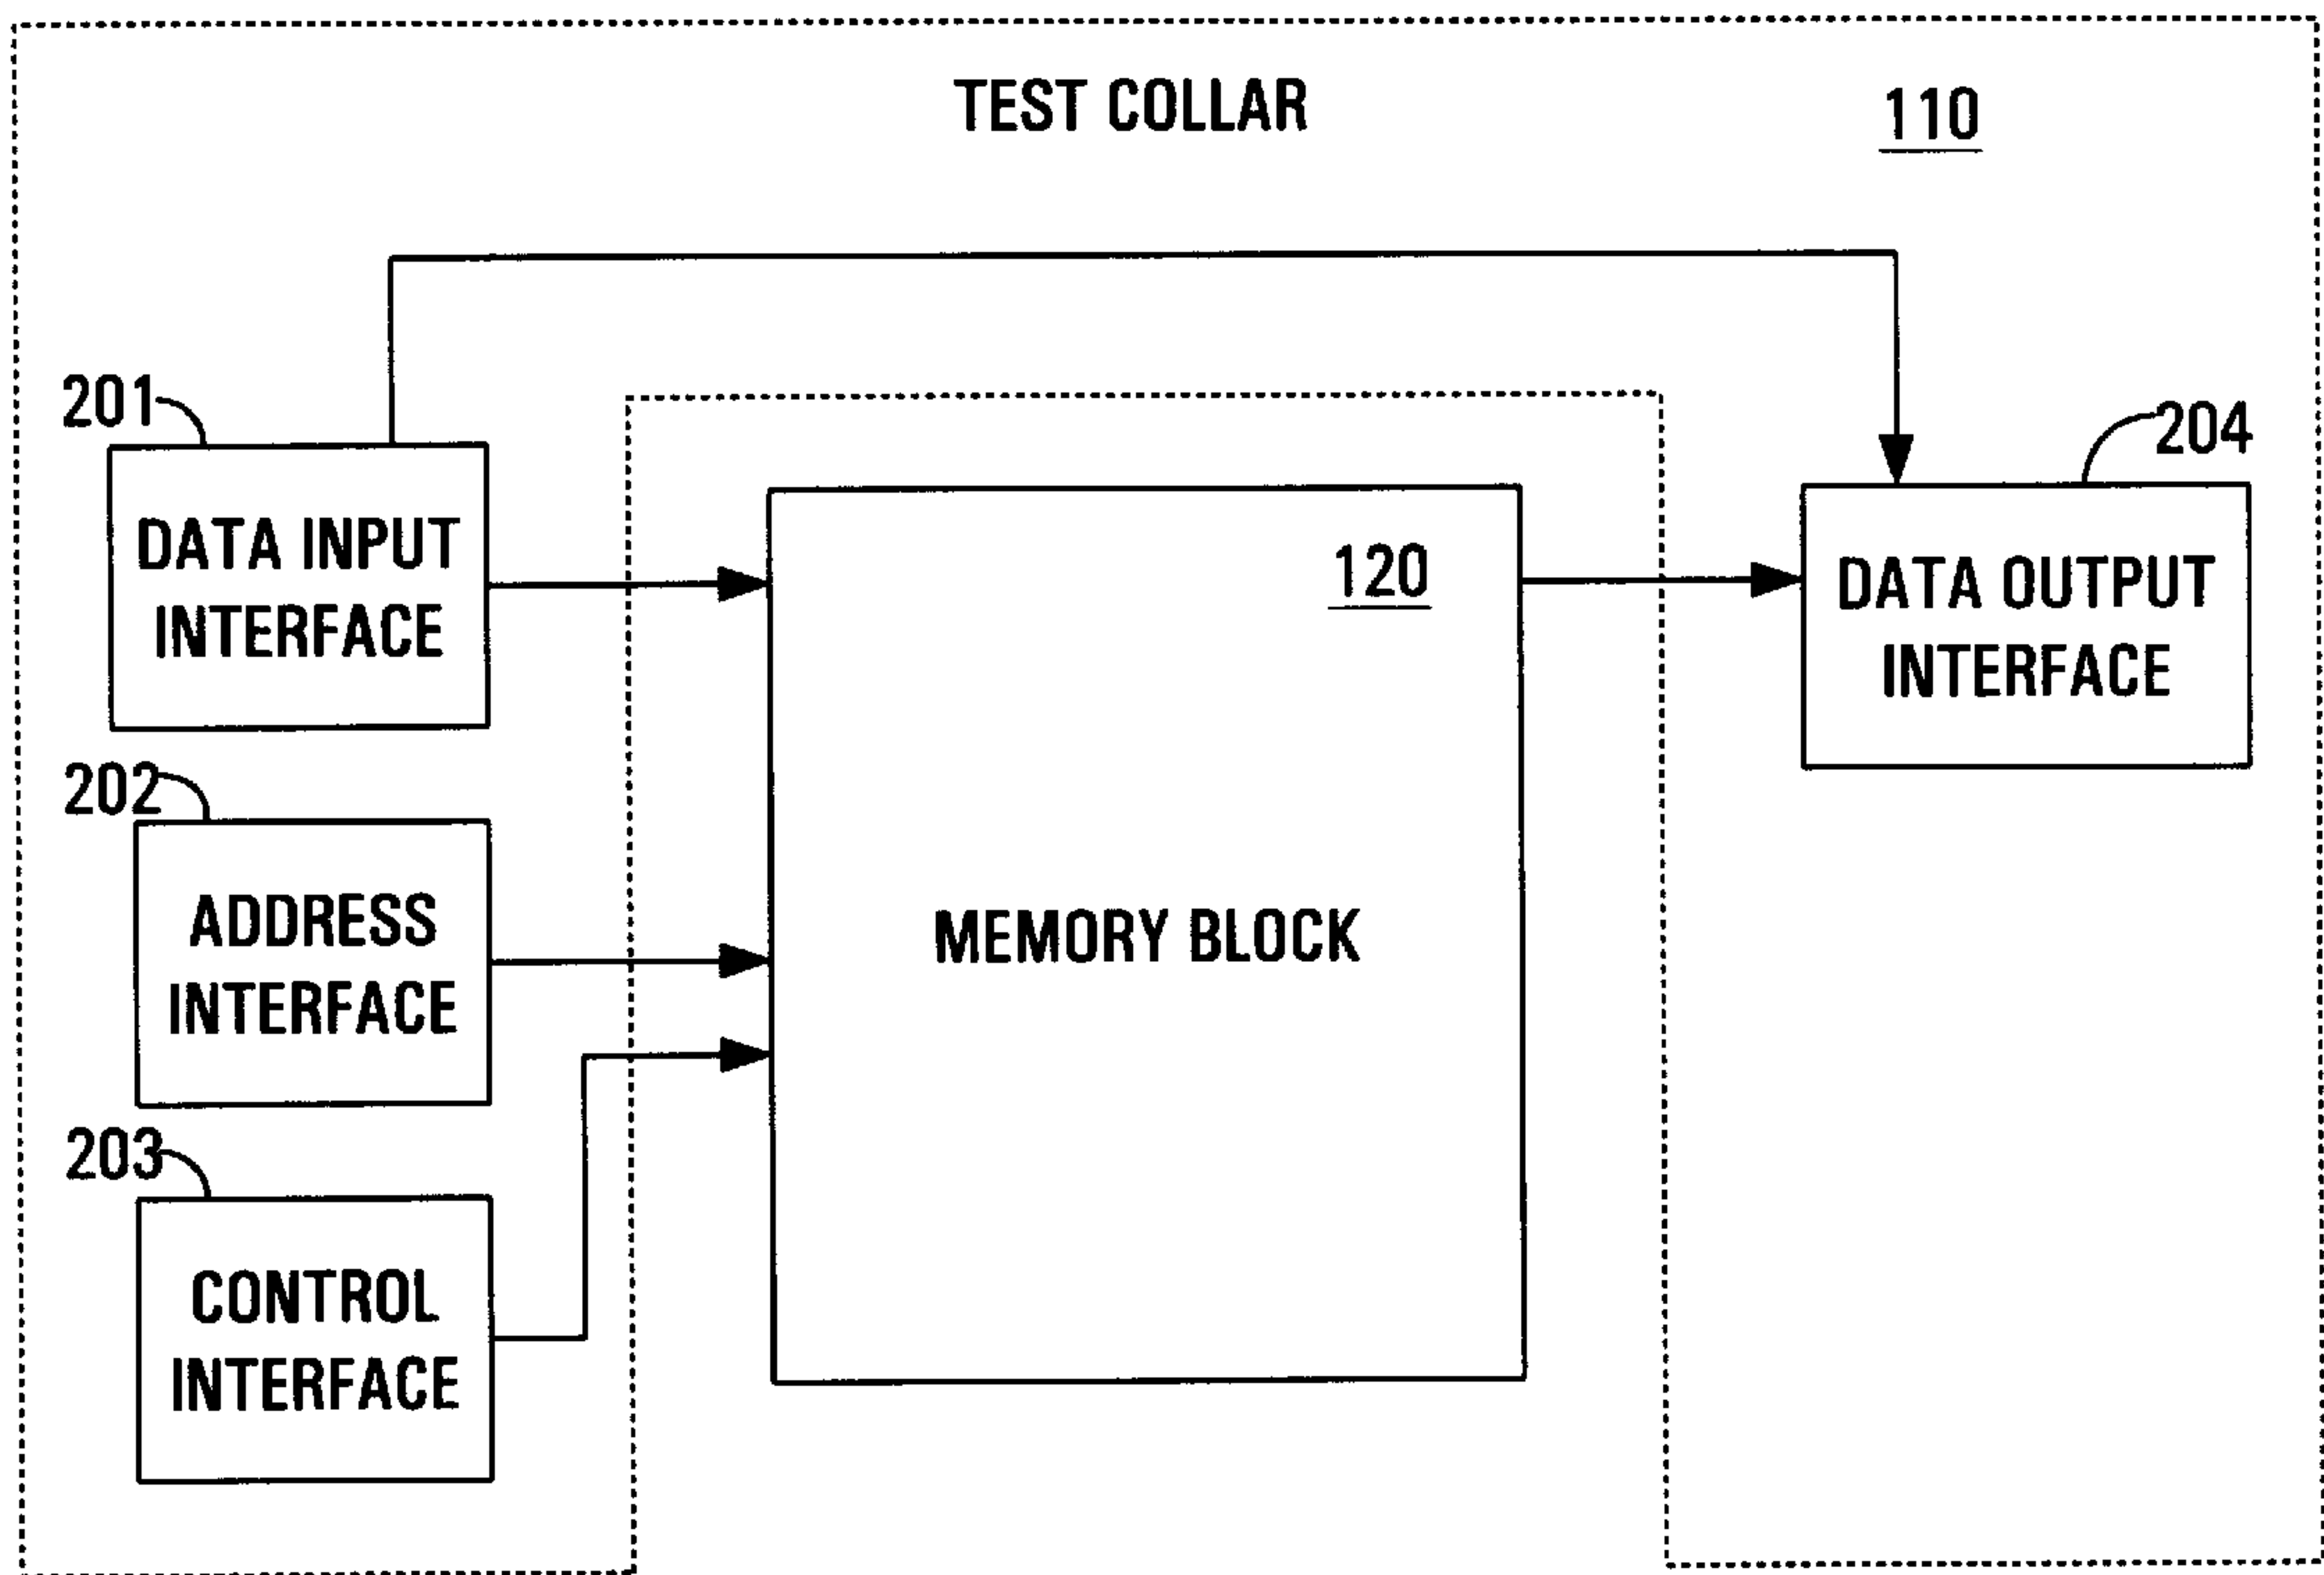 TEST COLLAR
110
201
DATA INPUT
INTERFACE
204
DATA OUTPUT
INTERFACE
120
MEMORY BLOCK
202
ADDRESS
INTERFACE
203
CONTROL
INTERFACE